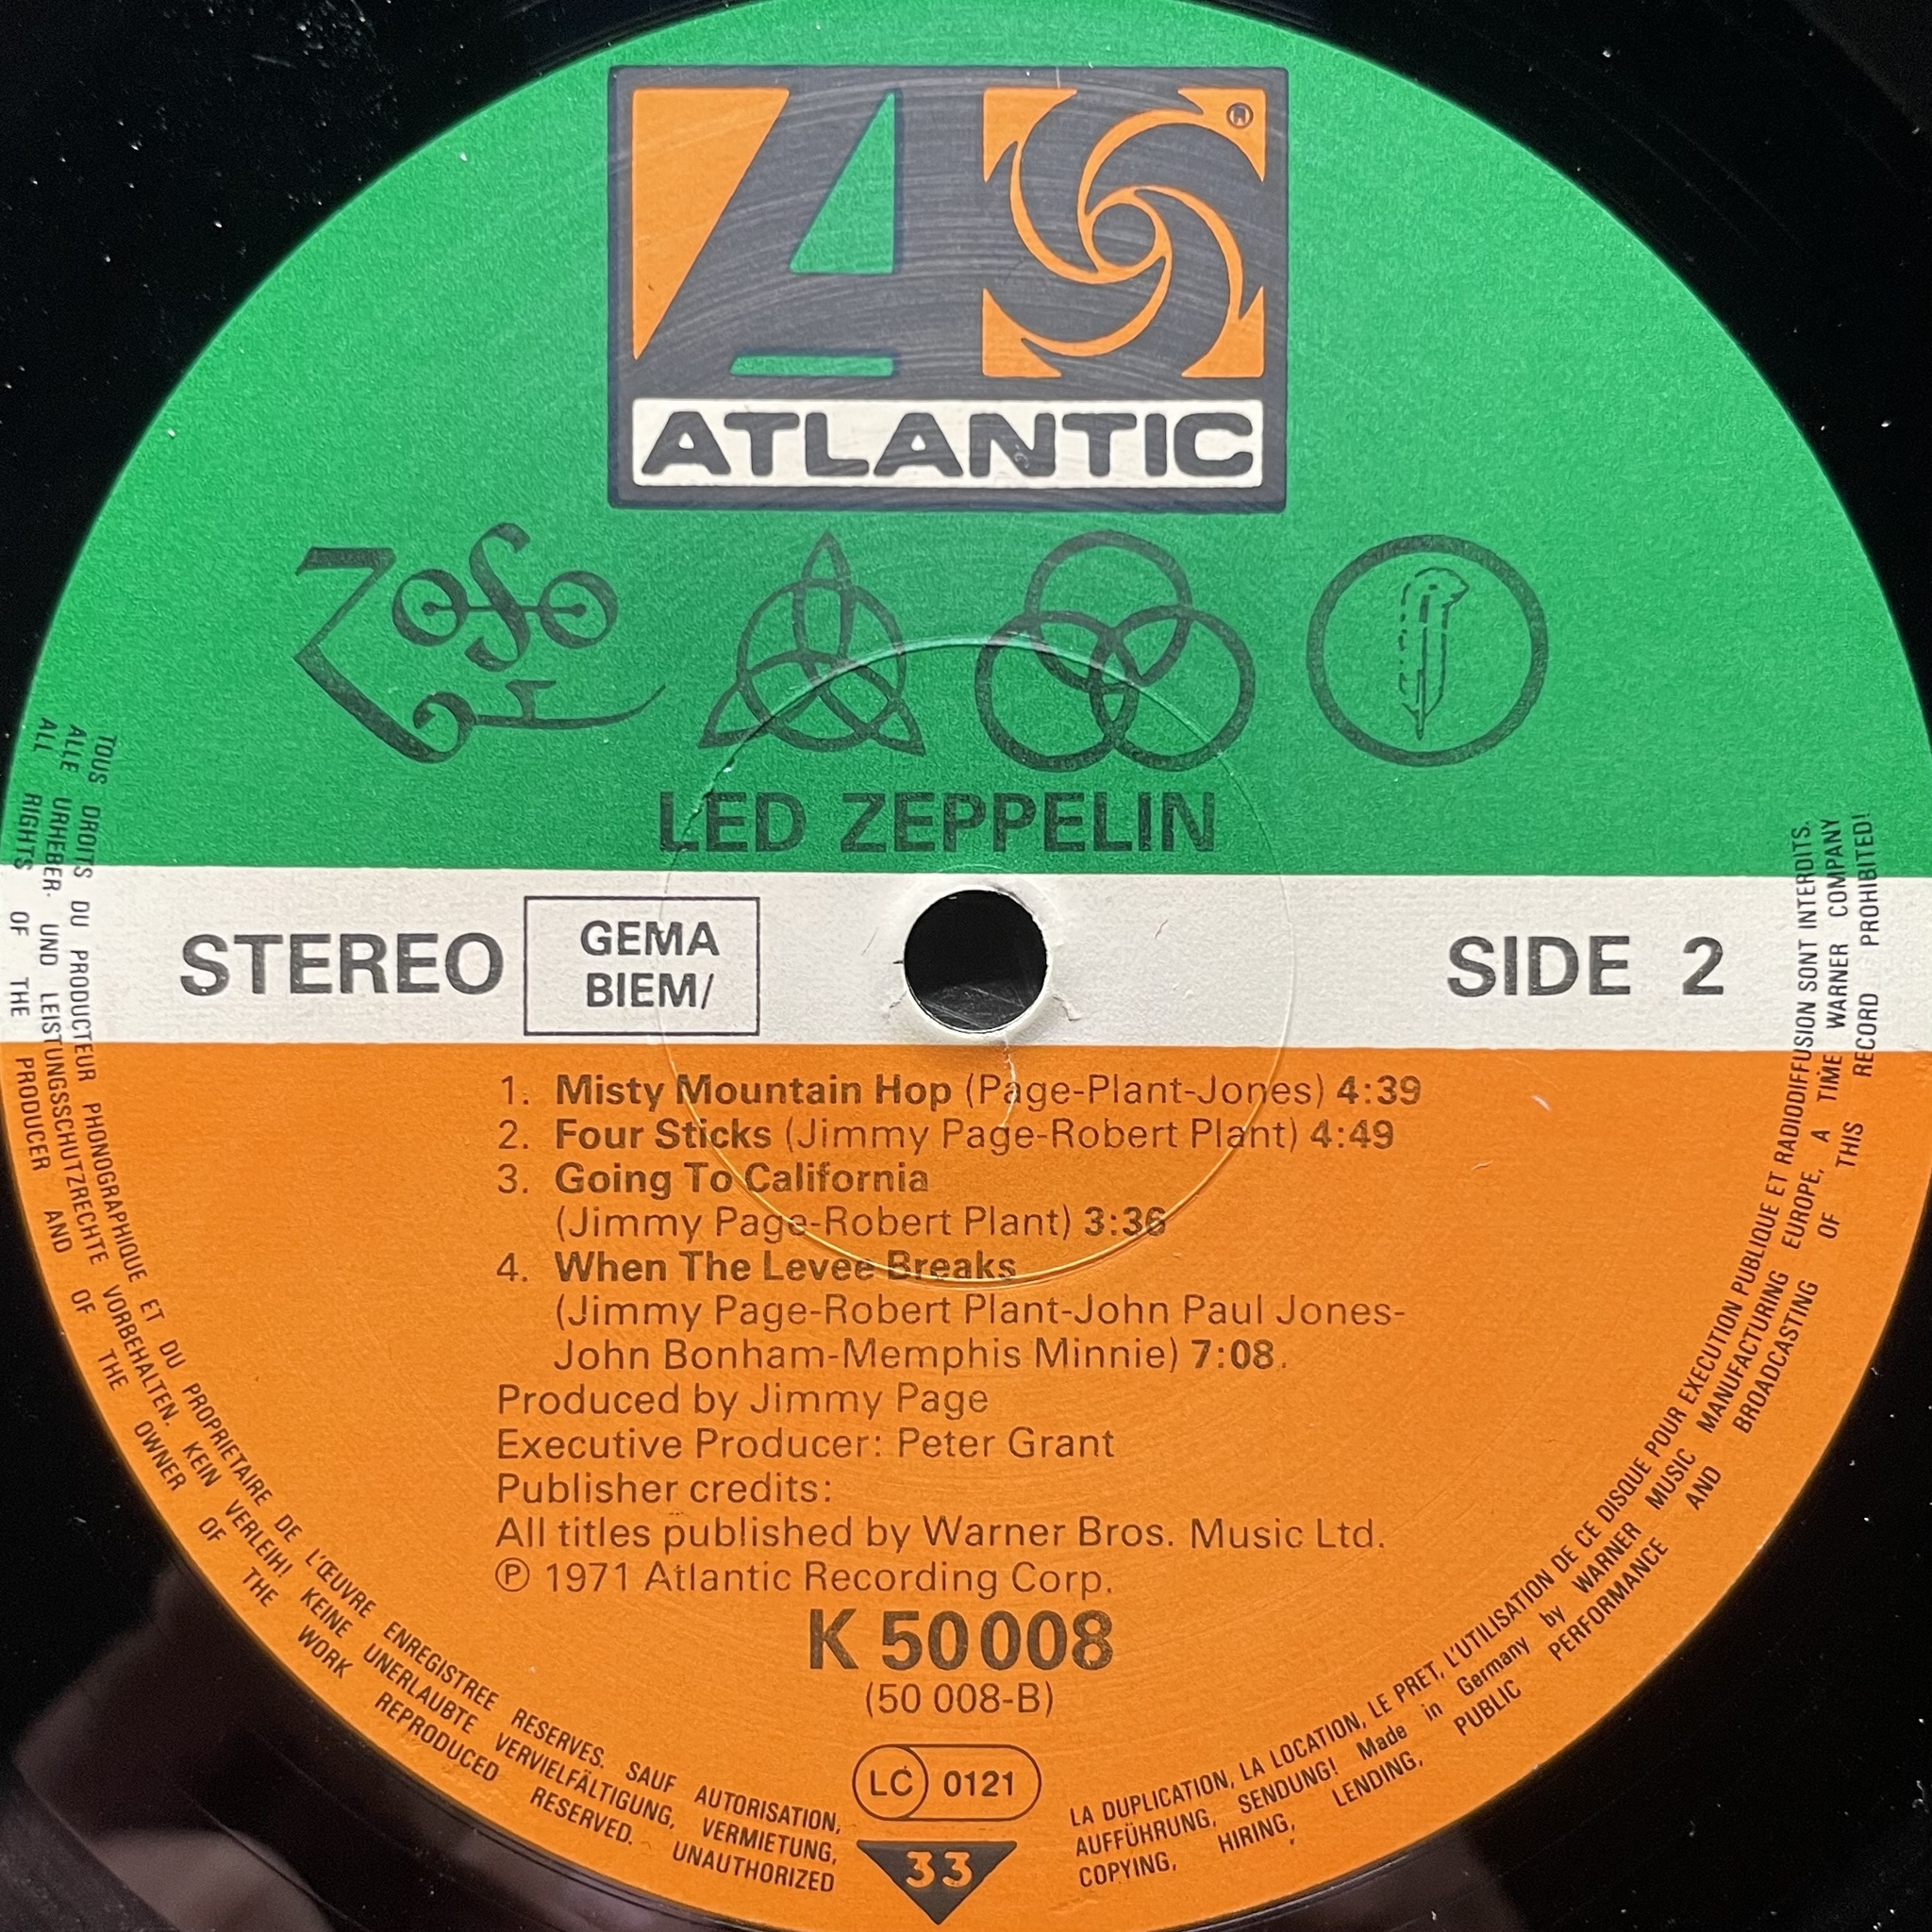 ATLANTIC
®
LED ZEPPELIN
STEREO
GEMA
BIEM/
SIDE 2
1. Misty Mountain Hop (Page-Plant-Jones) 4:39
2. Four Sticks (Jimmy Page-Robert Plant) 4:49
3. Going To California
(Jimmy Page-Robert Plant) 3:36
4. When The Levee Breaks
(Jimmy Page-Robert Plant-John Paul Jones-
John Bonham-Memphis Minnie) 7:08.
Produced by Jimmy Page
Executive Producer: Peter Grant
Publisher credits:
All titles published by Warner Bros. Music Ltd.
℗ 1971 Atlantic Recording Corp.
K 50 008
(50 008-B)
LC 0121
33
TOUS DROITS DU PRODUCTEUR PHONOGRAPHIQUE ET DU PROPRIETAIRE DE L'ŒUVRE ENREGISTREE RESERVES. SAUF AUTORISATION, LA DUPLICATION, LA LOCATION, LE PRET, L'UTILISATION DE CE DISQUE POUR EXECUTION PUBLIQUE ET RADIODIFFUSION SONT INTERDITS.
ALLE URHEBER- UND LEISTUNGSSCHUTZRECHTE VORBEHALTEN. KEIN VERLEIH! KEINE UNERLAUBTE VERVIELFÄLTIGUNG, VERMIETUNG, AUFFÜHRUNG, SENDUNG! Made in Germany by WARNER MUSIC MANUFACTURING EUROPE, A TIME WARNER COMPANY
ALL RIGHTS OF THE PRODUCER AND OF THE OWNER OF THE WORK REPRODUCED RESERVED. UNAUTHORIZED COPYING, HIRING, LENDING, PUBLIC PERFORMANCE AND BROADCASTING OF THIS RECORD PROHIBITED!